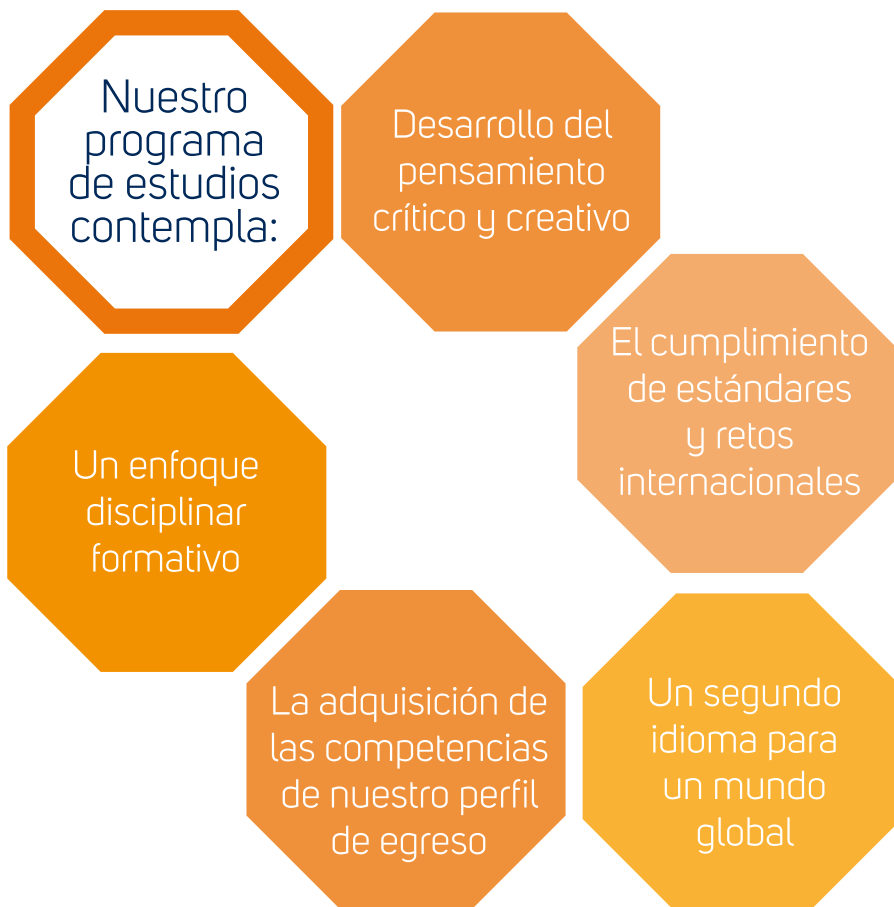 Nuestro
programa
de estudios
contempla:
Desarrollo del
pensamiento
crítico y creativo
El cumplimiento
de estándares
y retos
internacionales
Un segundo
idioma para
un mundo
global
La adquisición de
las competencias
de nuestro perfil
de egreso
Un enfoque
disciplinar
formativo